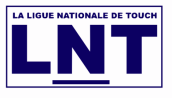 LA LIGUE NATIONALE DE TOUCH
LNT